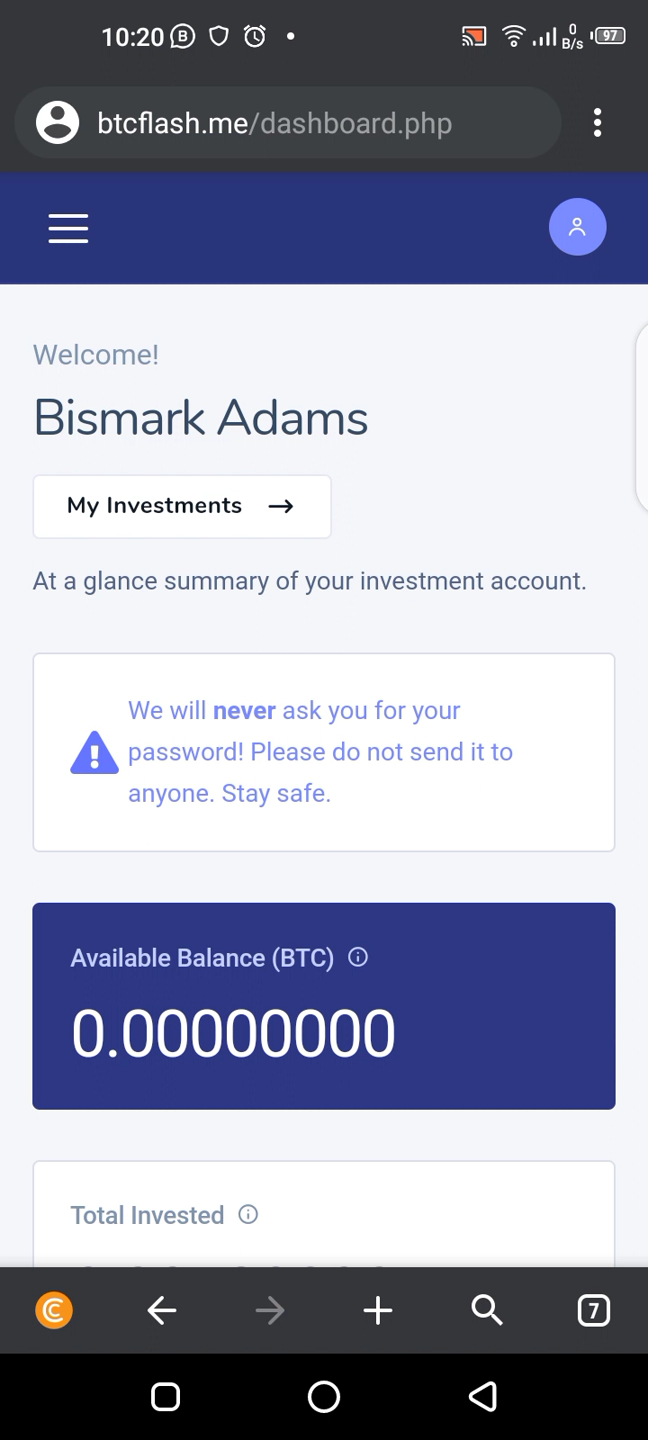 10:20
0
B/s
97
btcflash.me/dashboard.php
Welcome!
Bismark Adams
My Investments →
At a glance summary of your investment account.
We will never ask you for your
password! Please do not send it to
anyone. Stay safe.
Available Balance (BTC)
0.00000000
Total Invested
7